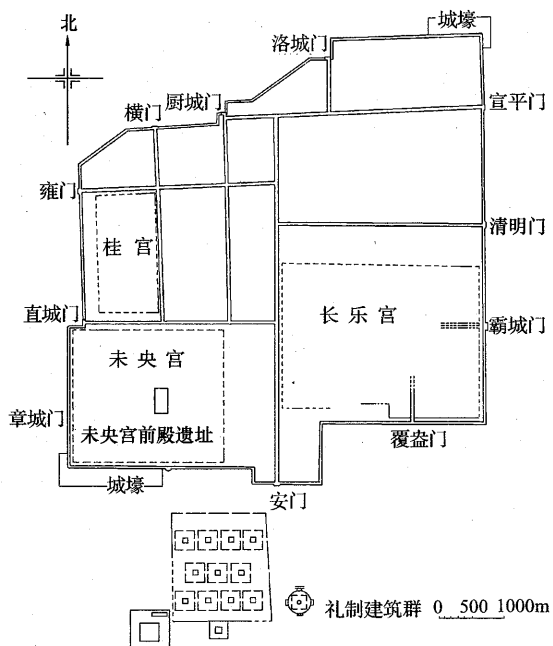 北
城壕
洛城门
厨城门
宣平门
横门
雍门
清明门
桂 宫
长 乐 宫
直城门
霸城门
未 央 宫
章城门
未央宫前殿遗址
覆盎门
城壕
安门
礼制建筑群 0 500 1000m